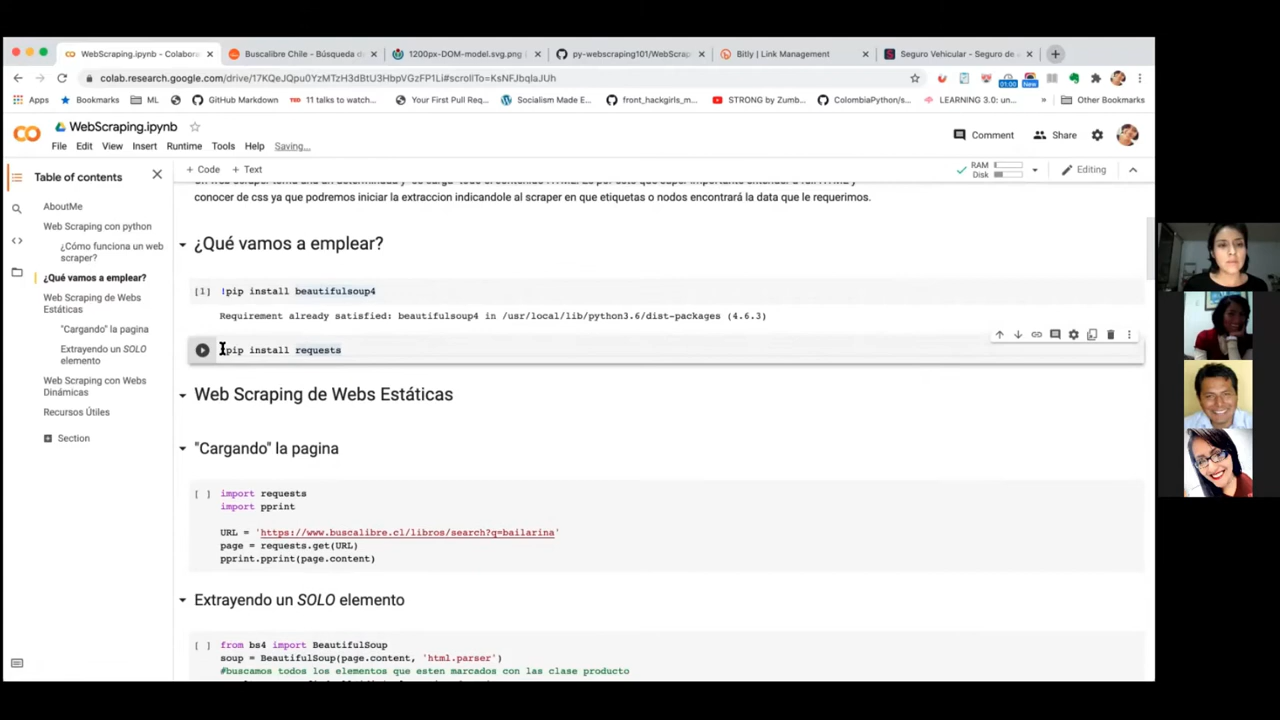 WebScraping.ipynb - Colabora
Buscalibre Chile - Búsqueda d
1200px-DOM-model.svg.png
py-webscraping101/WebScrap
Bitly | Link Management
Seguro Vehicular - Seguro de
colab.research.google.com/drive/17KQeJQpu0YzMTzH3dBtU3HbpVGzFP1Li#scrollTo=KsNFJbqIaJUh
01:00
New
Apps
Bookmarks
ML
GitHub Markdown
TED 11 talks to watch...
Your First Pull Req...
Socialism Made E...
front_hackgirls_m...
STRONG by Zumb...
ColombiaPython/s...
LEARNING 3.0: un...
»
Other Bookmarks
WebScraping.ipynb
File Edit View Insert Runtime Tools Help Saving...
Comment
Share
+ Code + Text
RAM
Disk
Editing
Table of contents
AboutMe
Web Scraping con python
¿Cómo funciona un web
scraper?
¿Qué vamos a emplear?
Web Scraping de Webs
Estáticas
"Cargando" la pagina
Extrayendo un SOLO
elemento
Web Scraping con Webs
Dinámicas
Recursos Útiles
Section
conocer de css ya que podremos iniciar la extraccion indicandole al scraper en que etiquetas o nodos encontrará la data que le requerimos.
¿Qué vamos a emplear?
[1] !pip install beautifulsoup4
Requirement already satisfied: beautifulsoup4 in /usr/local/lib/python3.6/dist-packages (4.6.3)
pip install requests
Web Scraping de Webs Estáticas
"Cargando" la pagina
[ ] import requests
import pprint
URL = 'https://www.buscalibre.cl/libros/search?q=bailarina'
page = requests.get(URL)
pprint.pprint(page.content)
Extrayendo un SOLO elemento
[ ] from bs4 import BeautifulSoup
soup = BeautifulSoup(page.content, 'html.parser')
#buscamos todos los elementos que esten marcados con las clase producto